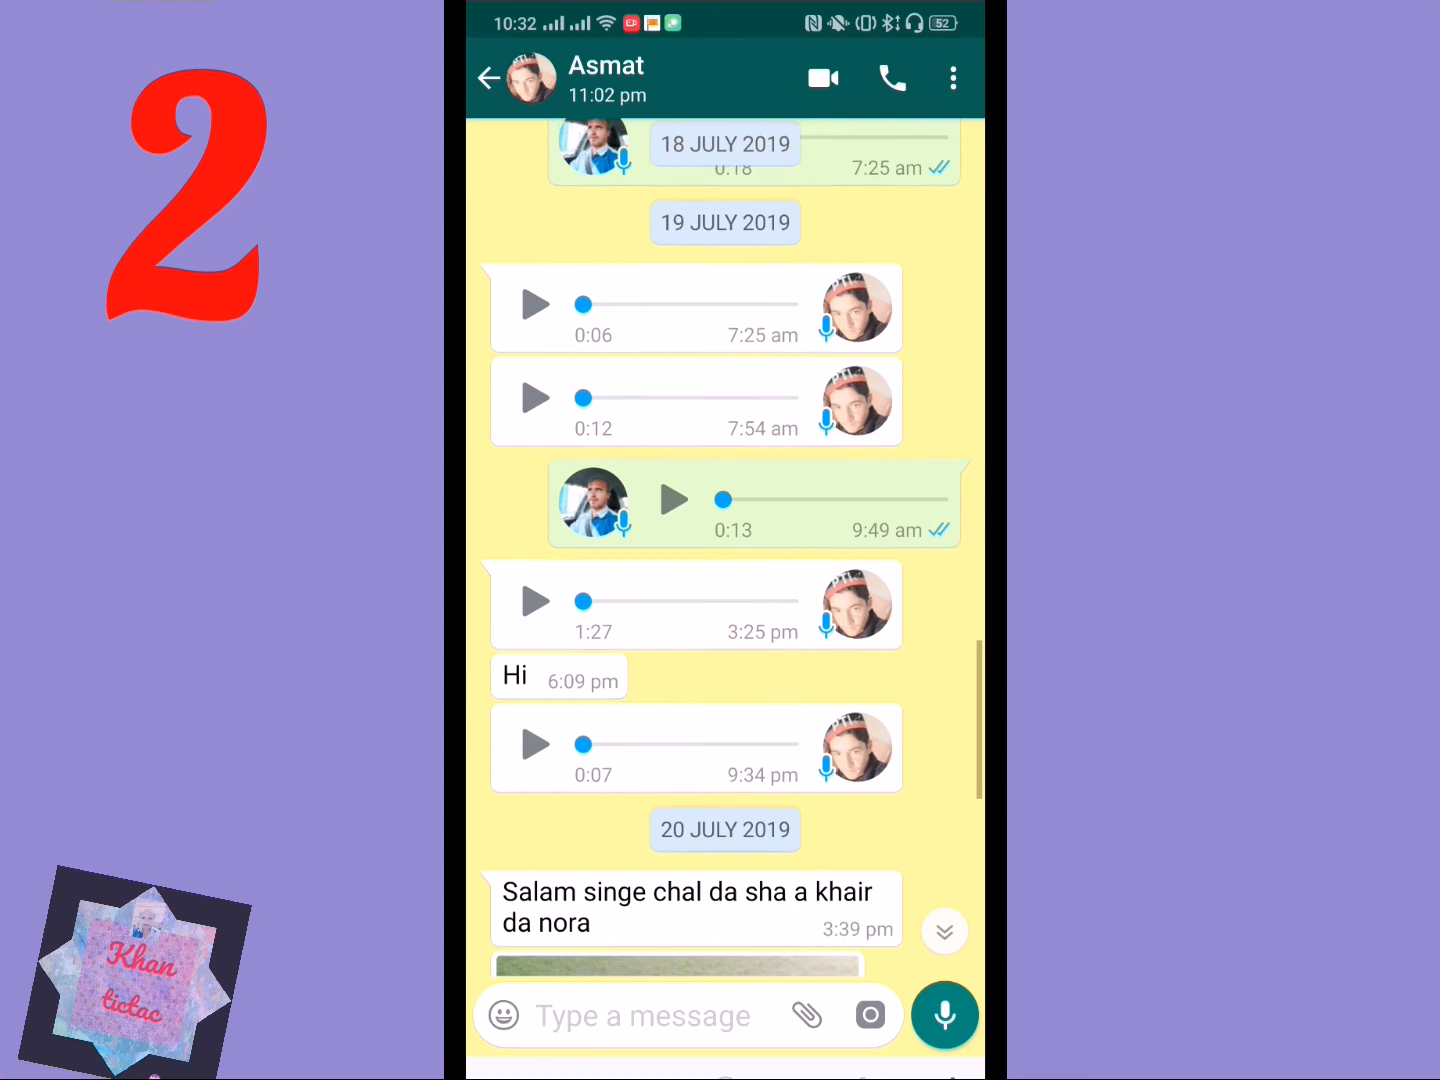 2
10:32
52
Asmat
11:02 pm
18 JULY 2019
0:18 7:25 am
19 JULY 2019
0:06 7:25 am
0:12 7:54 am
0:13 9:49 am
1:27 3:25 pm
Hi 6:09 pm
0:07 9:34 pm
20 JULY 2019
Salam singe chal da sha a khair
da nora 3:39 pm
Type a message
Khan
tictac